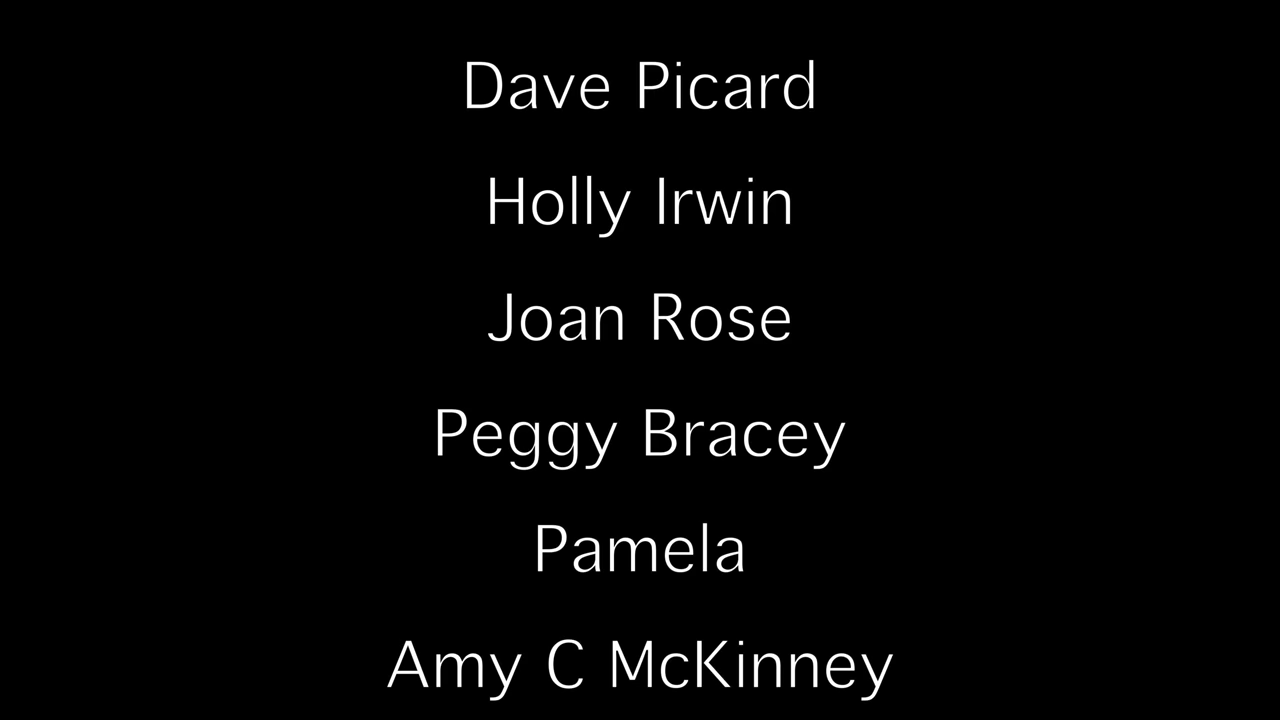 Dave Picard
Holly Irwin
Joan Rose
Peggy Bracey
Pamela
Amy C McKinney